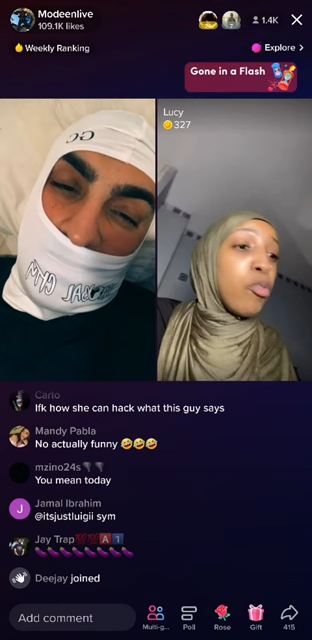 Modeenlive
109.1K likes
1.4K
Weekly Ranking
Explore >
Gone in a Flash
Lucy
327
Carlo
Ifk how she can hack what this guy says
Mandy Pabla
No actually funny 🤣🤣🤣
mzino24s🌪🌪
You mean today
J
Jamal Ibrahim
@itsjustluigii sym
Jay Trap💯💯🅰1️⃣
🍆🍆🍆🍆🍆🍆🍆🍆
Deejay joined
Add comment
Multi-g...
Poll
Rose
Gift
415